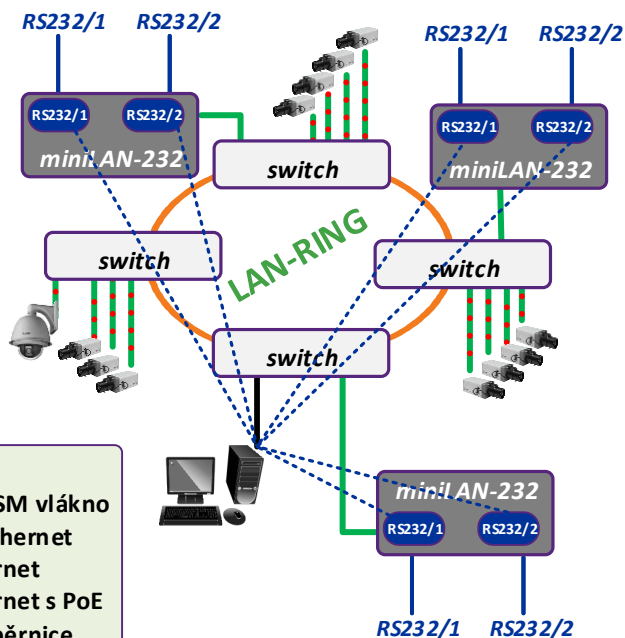 RS232/1 RS232/2
RS232/1 RS232/2
RS232/1 RS232/2
miniLAN-232
RS232/1 RS232/2
miniLAN-232
switch
LAN-RING
switch
switch
switch
SM vlákno
hernet
rnet
rnet s PoE
běrnice
miniLAN-232
RS232/1 RS232/2
RS232/1 RS232/2